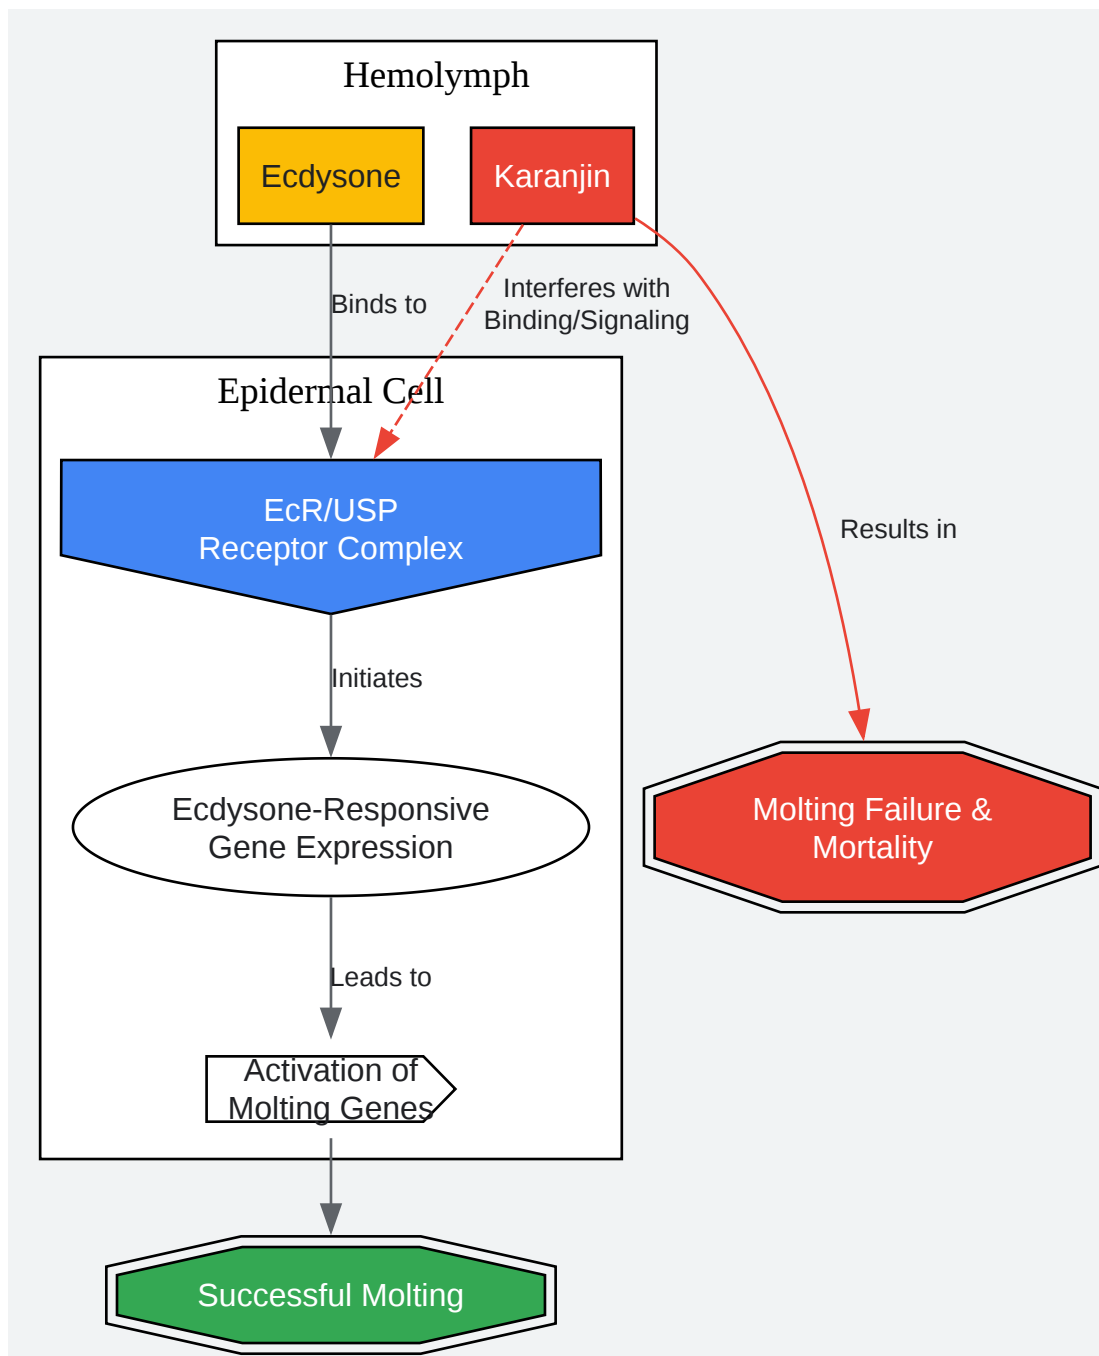 Hemolymph
Ecdysone
Karanjin
Binds to
Interferes with
Binding/Signaling
Epidermal Cell
EcR/USP
Receptor Complex
Results in
Initiates
Ecdysone-Responsive
Gene Expression
Molting Failure &
Mortality
Leads to
Activation of
Molting Genes
Successful Molting